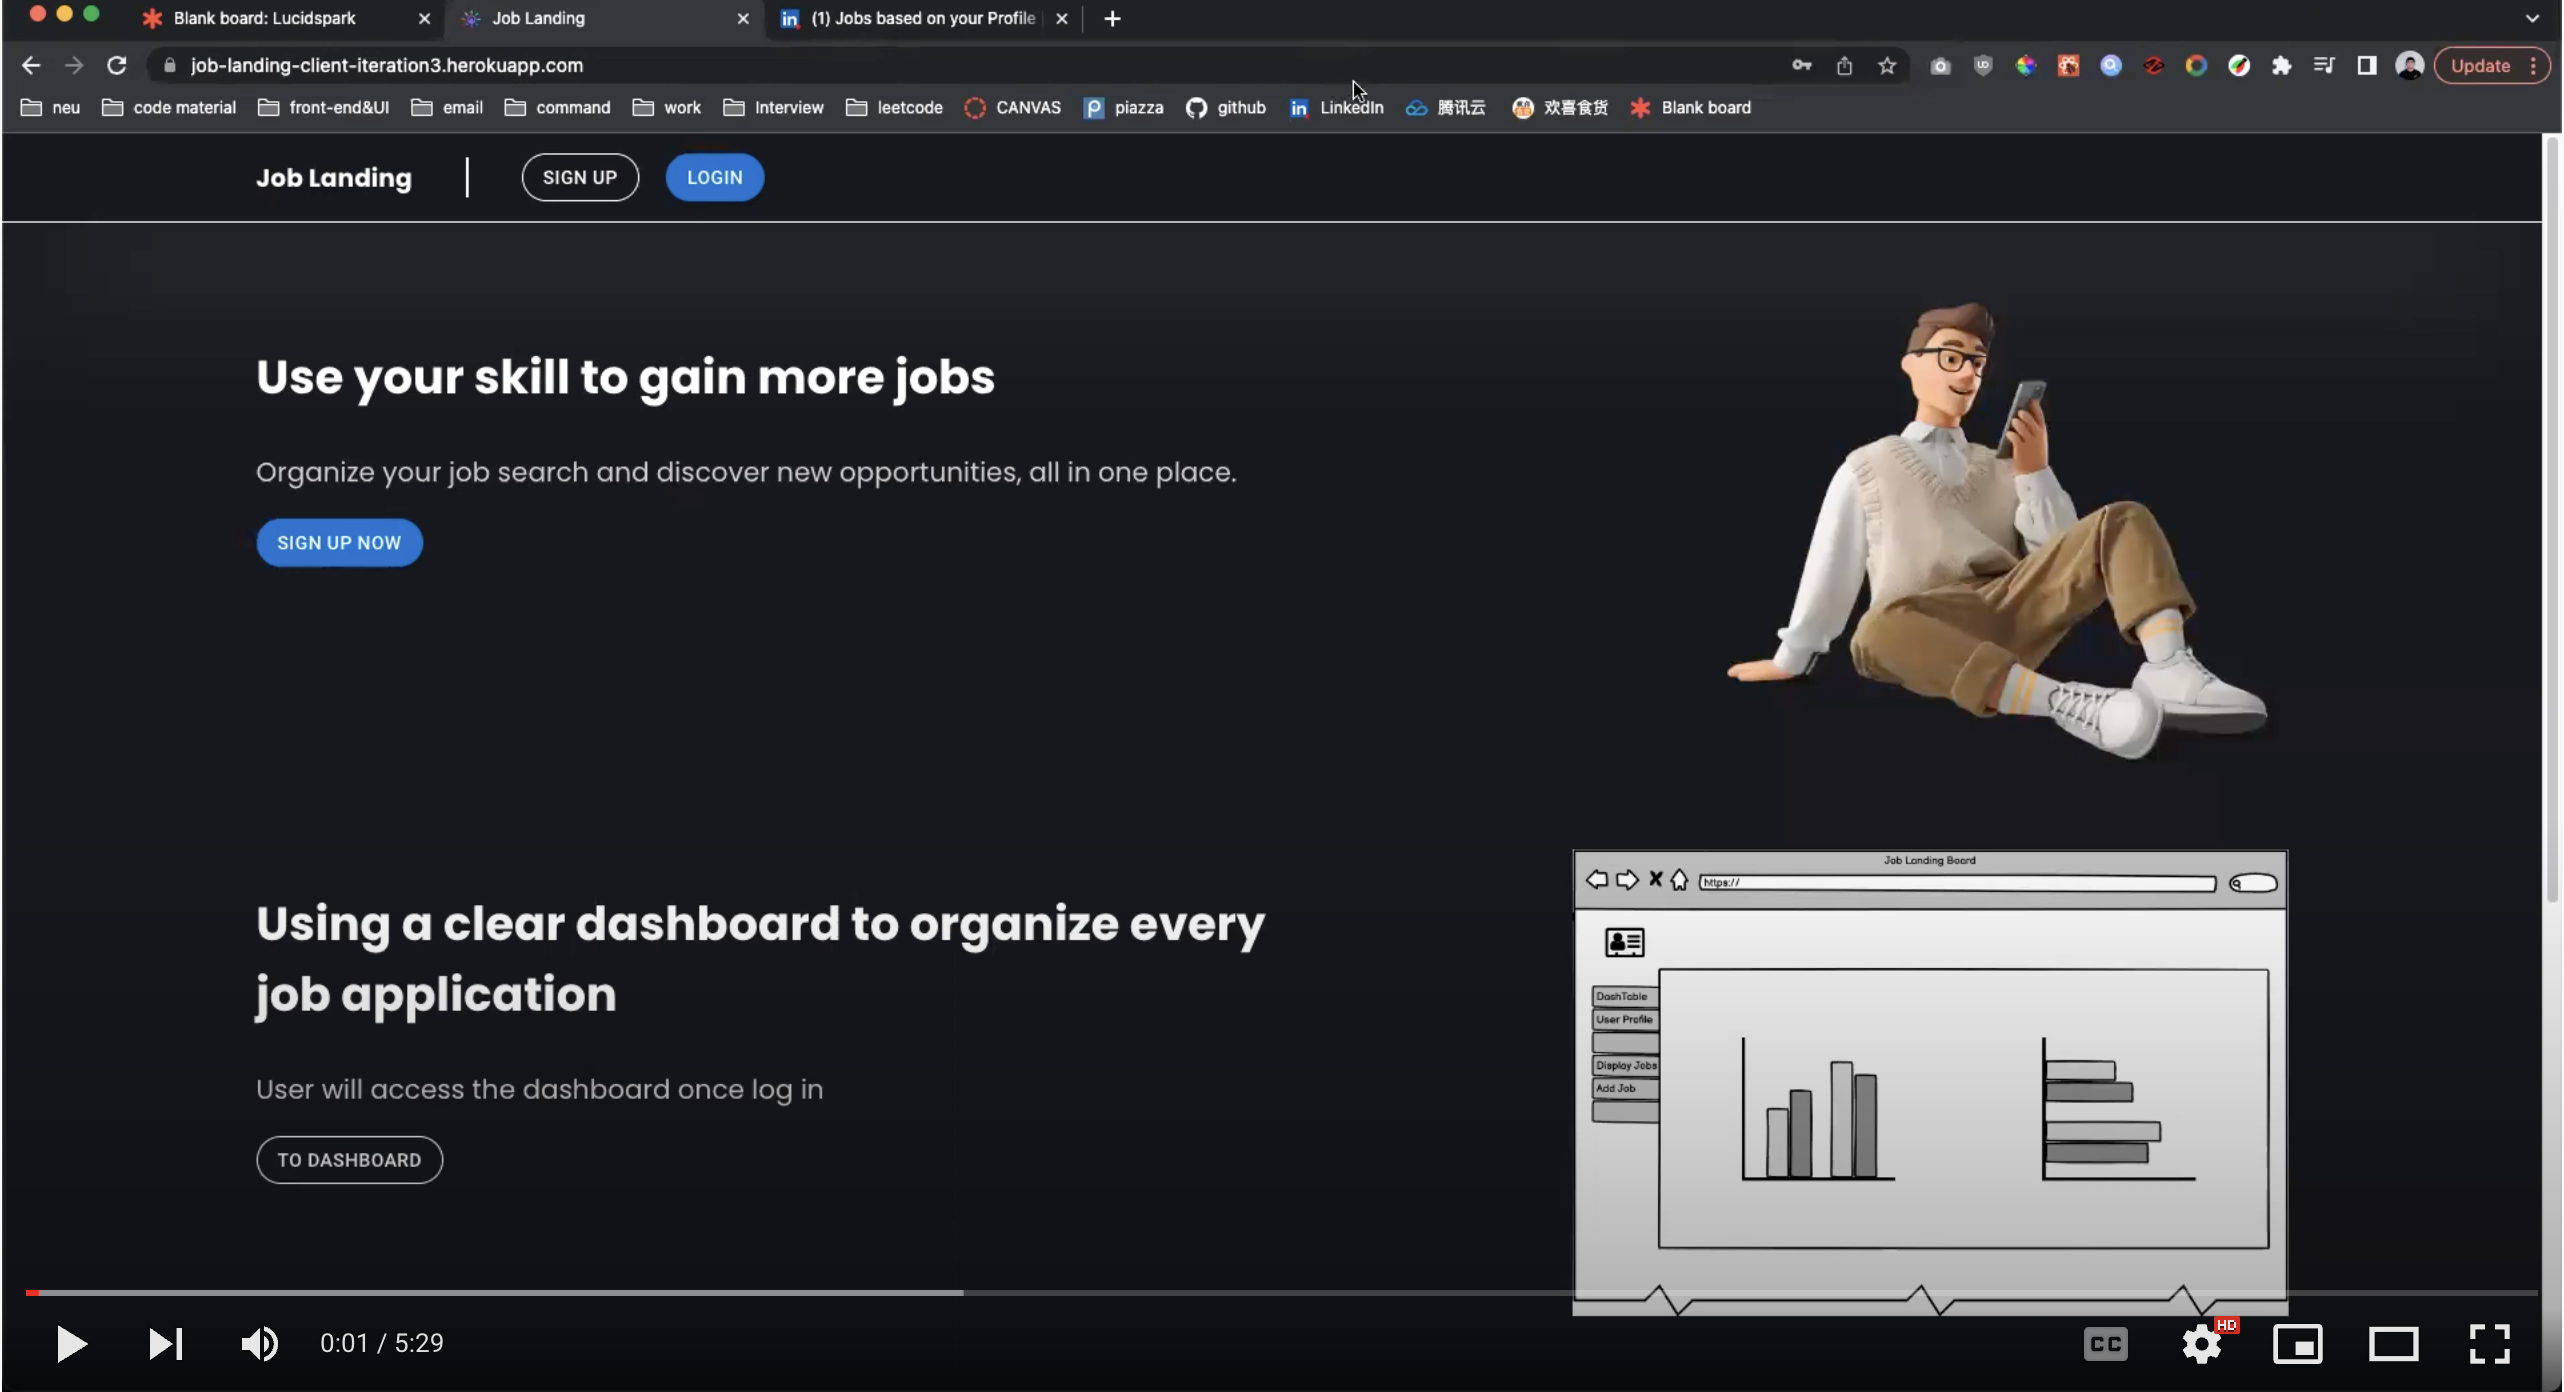 Blank board: Lucidspark
Job Landing
(1) Jobs based on your Profile
job-landing-client-iteration3.herokuapp.com
Update
neu
code material
front-end&UI
email
command
work
Interview
leetcode
CANVAS
piazza
github
LinkedIn
腾讯云
欢喜食货
Blank board
Job Landing
SIGN UP
LOGIN
Use your skill to gain more jobs
Organize your job search and discover new opportunities, all in one place.
SIGN UP NOW
Using a clear dashboard to organize every
job application
User will access the dashboard once log in
TO DASHBOARD
Job Landing Board
https://
DashTable
User Profile
Display Jobs
Add Job
0:01 / 5:29
CC
HD